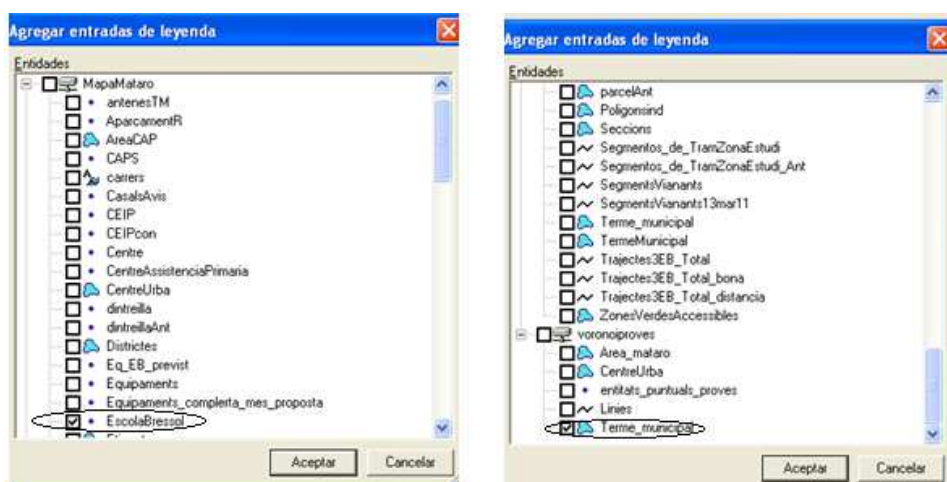 Agregar entradas de leyenda
Entidades
MapaMataro
antenesTM
AparcamentR
AreaCAP
CAPS
carrers
CasalsAvis
CEIP
CEIPcon
Centre
CentreAssistenciaPrimaria
CentreUrba
dintreilla
dintreillaAnt
Districtes
Eq_EB_previst
Equipaments
Equipaments_complerta_mes_proposta
EscolaBressol
Aceptar
Cancelar
Agregar entradas de leyenda
Entidades
parcelAnt
Poligonsind
Seccions
Segmentos_de_TramZonaEstudi
Segmentos_de_TramZonaEstudi_Ant
SegmentsVianants
SegmentsVianants13mar11
Terme_municipal
TermeMunicipal
Trajectes3EB_Total
Trajectes3EB_Total_bona
Trajectes3EB_Total_distancia
ZonesVerdesAccessibles
voronoiproves
Area_mataro
CentreUrba
entitats_puntuals_proves
Linies
Terme_municipal
Aceptar
Cancelar